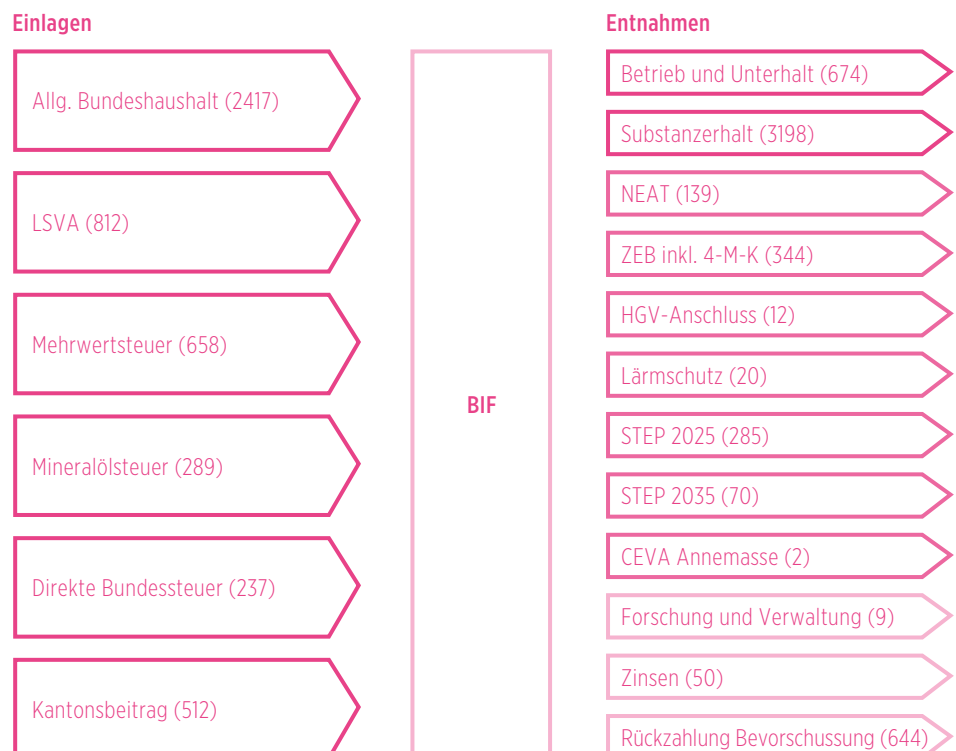 Einlagen
Allg. Bundeshaushalt (2417)
LSVA (812)
Mehrwertsteuer (658)
Mineralölsteuer (289)
Direkte Bundessteuer (237)
Kantonsbeitrag (512)
BIF
Entnahmen
Betrieb und Unterhalt (674)
Substanzerhalt (3198)
NEAT (139)
ZEB inkl. 4-M-K (344)
HGV-Anschluss (12)
Lärmschutz (20)
STEP 2025 (285)
STEP 2035 (70)
CEVA Annemasse (2)
Forschung und Verwaltung (9)
Zinsen (50)
Rückzahlung Bevorschussung (644)